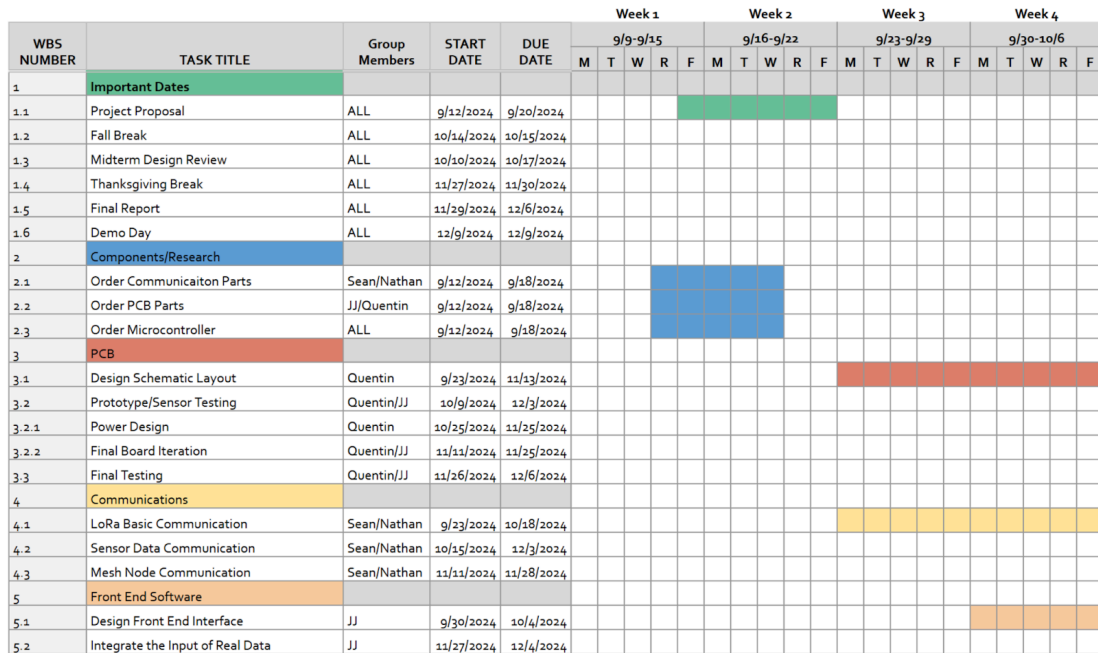 Week 1 Week 2 Week 3 Week 4
WBS NUMBER TASK TITLE Group Members START DATE DUE DATE 9/9-9/15 9/16-9/22 9/23-9/29 9/30-10/6
M T W R F M T W R F M T W R F M T W R F
1 Important Dates
1.1 Project Proposal ALL 9/12/2024 9/20/2024
1.2 Fall Break ALL 10/14/2024 10/15/2024
1.3 Midterm Design Review ALL 10/10/2024 10/17/2024
1.4 Thanksgiving Break ALL 11/27/2024 11/30/2024
1.5 Final Report ALL 11/29/2024 12/6/2024
1.6 Demo Day ALL 12/9/2024 12/9/2024
2 Components/Research
2.1 Order Communicaiton Parts Sean/Nathan 9/12/2024 9/18/2024
2.2 Order PCB Parts JJ/Quentin 9/12/2024 9/18/2024
2.3 Order Microcontroller ALL 9/12/2024 9/18/2024
3 PCB
3.1 Design Schematic Layout Quentin 9/23/2024 11/13/2024
3.2 Prototype/Sensor Testing Quentin/JJ 10/9/2024 12/3/2024
3.2.1 Power Design Quentin 10/25/2024 11/25/2024
3.2.2 Final Board Iteration Quentin/JJ 11/11/2024 11/25/2024
3.3 Final Testing Quentin/JJ 11/26/2024 12/6/2024
4 Communications
4.1 LoRa Basic Communication Sean/Nathan 9/23/2024 10/18/2024
4.2 Sensor Data Communication Sean/Nathan 10/15/2024 12/3/2024
4.3 Mesh Node Communication Sean/Nathan 11/11/2024 11/28/2024
5 Front End Software
5.1 Design Front End Interface JJ 9/30/2024 10/4/2024
5.2 Integrate the Input of Real Data JJ 11/27/2024 12/4/2024